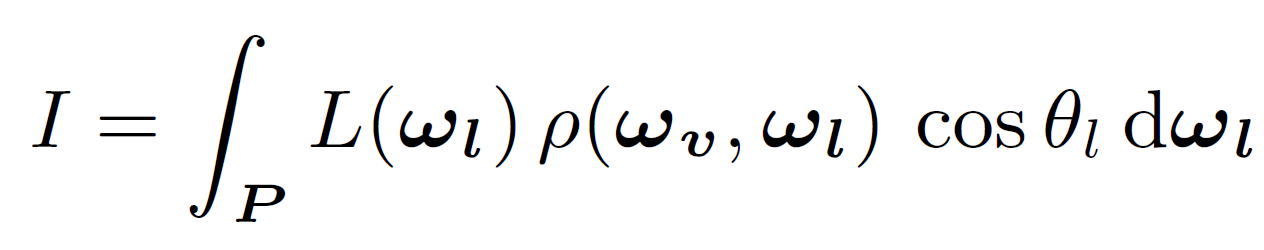 I = ∫_P L(ω_l) ρ(ω_v, ω_l) cos θ_l dω_l